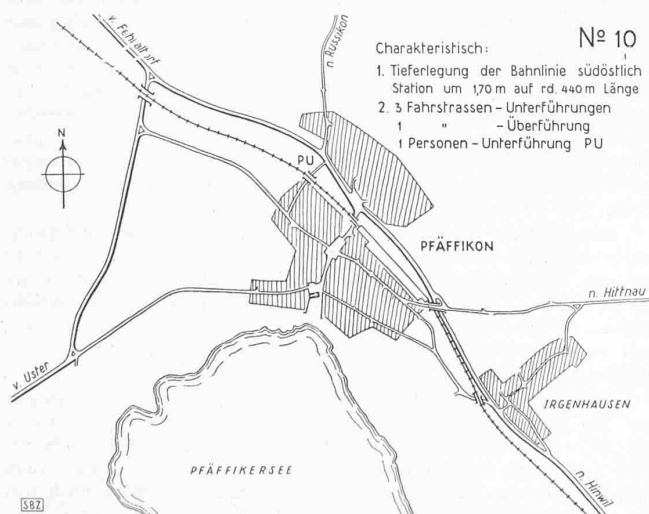 Nº 10
Charakteristisch:
1. Tieferlegung der Bahnlinie südöstlich
Station um 1,70 m auf rd. 440 m Länge
2. 3 Fahrstrassen - Unterführungen
1 " - Überführung
1 Personen - Unterführung PU
v. Fehraltorf
n. Russikon
N
PU
PFÄFFIKON
n. Hittnau
v. Uster
IRGENHAUSEN
PFÄFFIKERSEE
n. Hinwil
SBZ